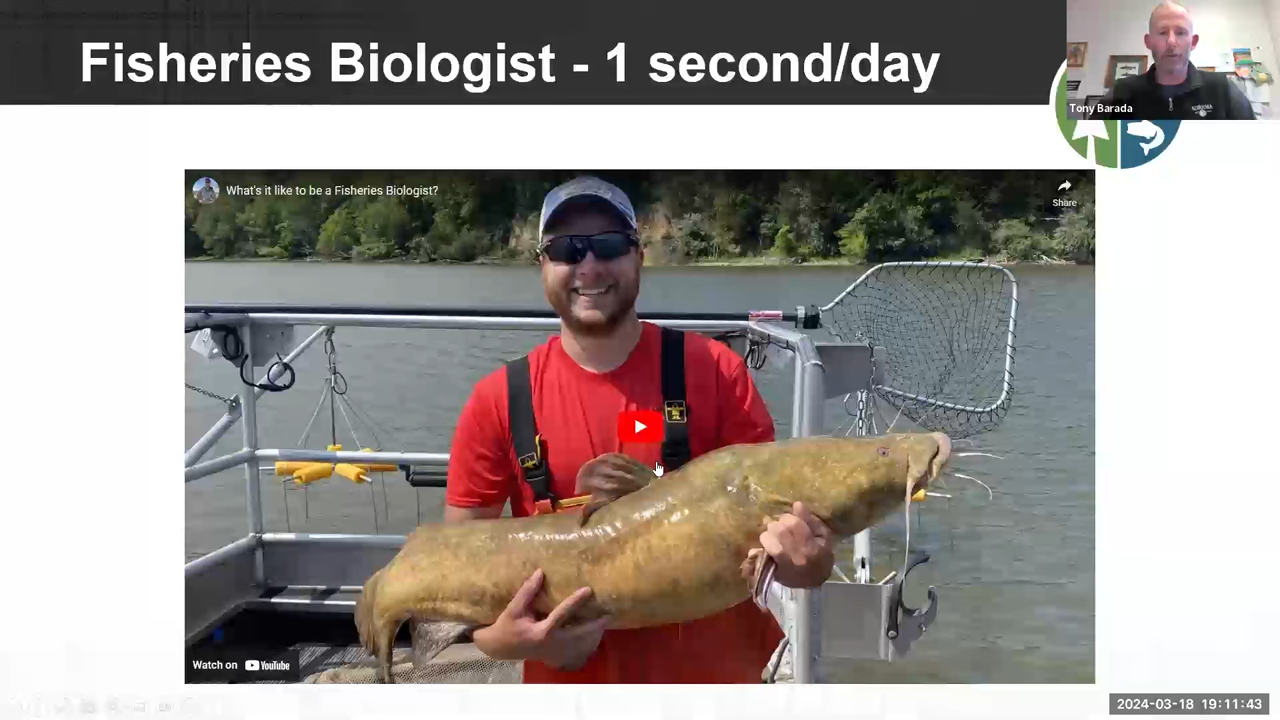 Fisheries Biologist - 1 second/day
Tony Barada
What's it like to be a Fisheries Biologist?
Share
Watch on YouTube
2024-03-18 19:11:43